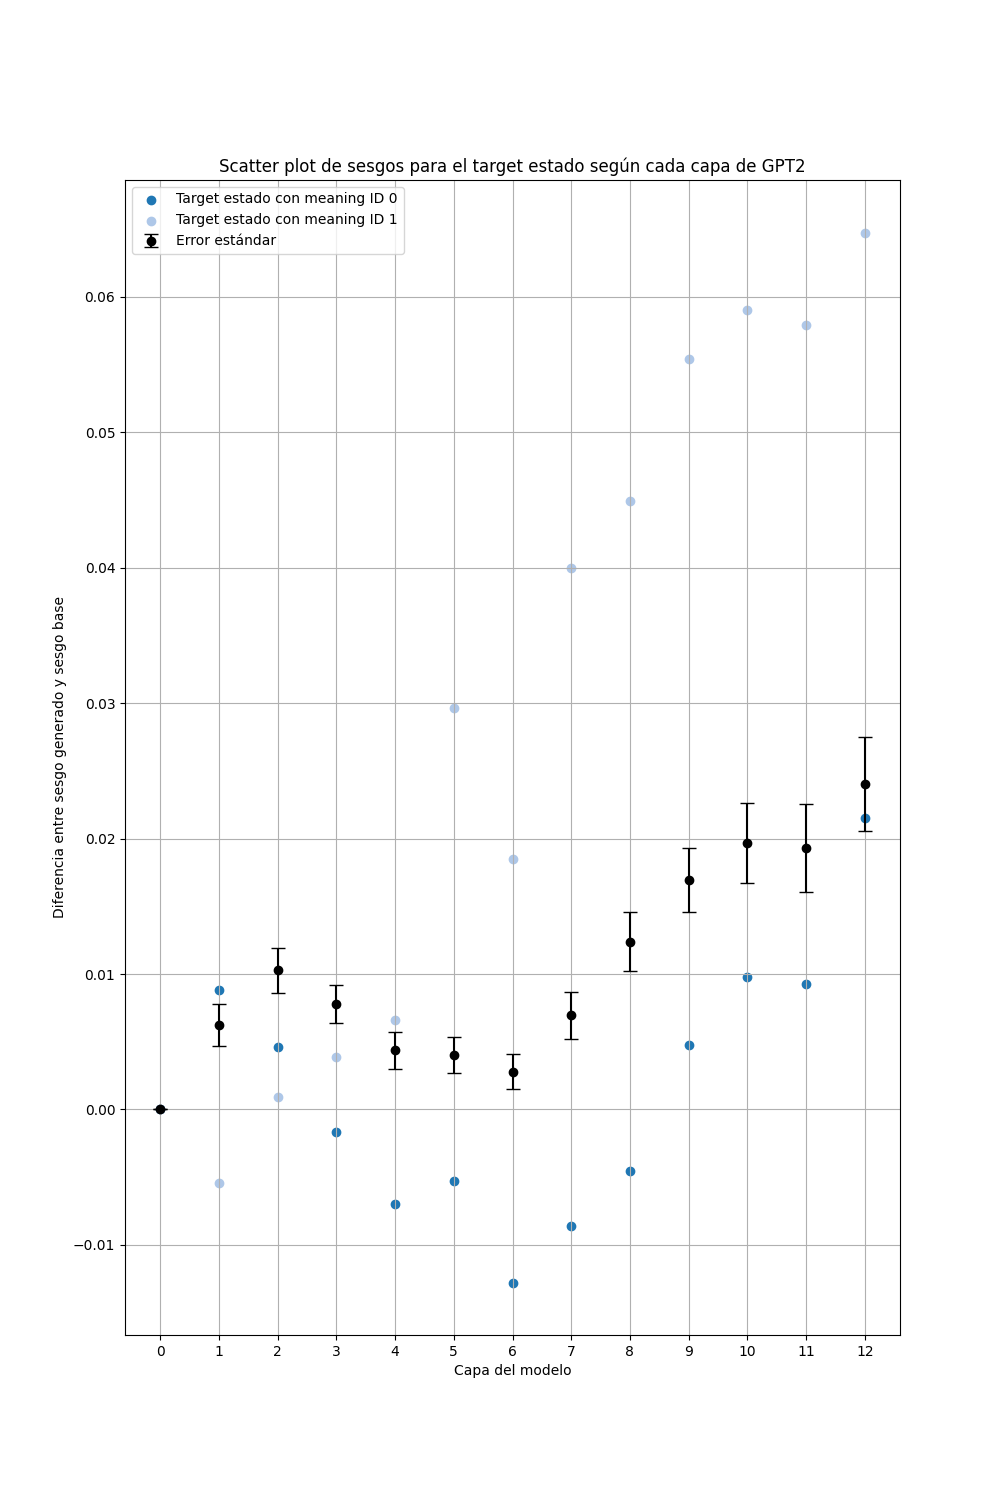 Scatter plot de sesgos para el target estado según cada capa de GPT2
Target estado con meaning ID 0
Target estado con meaning ID 1
Error estándar
0.06
0.05
0.04
0.03
0.02
0.01
0.00
−0.01
Diferencia entre sesgo generado y sesgo base
0 1 2 3 4 5 6 7 8 9 10 11 12
Capa del modelo